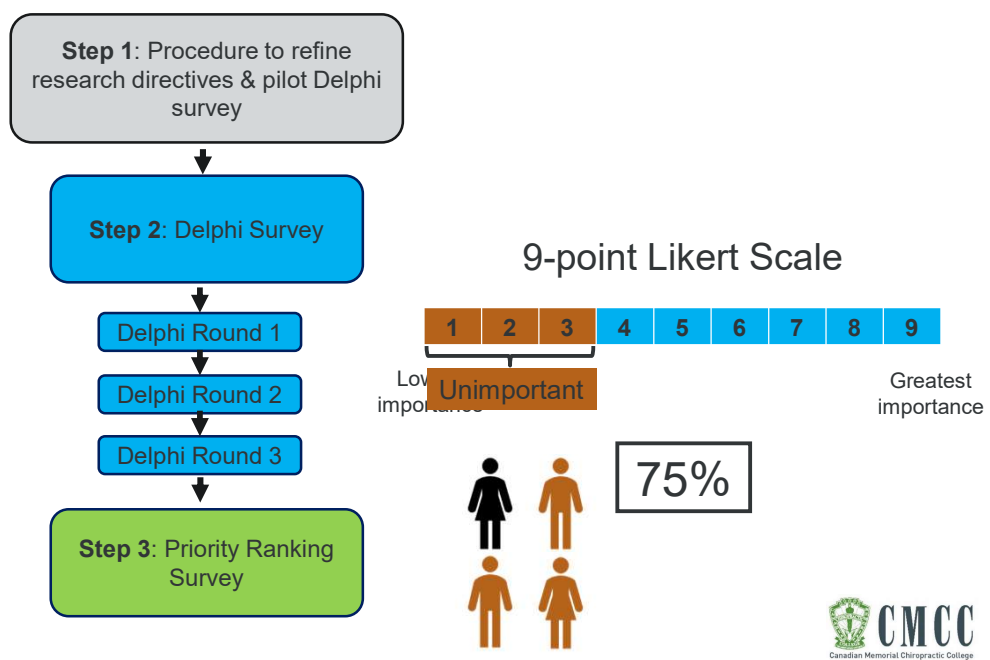 Step 1: Procedure to refine
research directives & pilot Delphi
survey
Step 2: Delphi Survey
Delphi Round 1
Delphi Round 2
Delphi Round 3
Step 3: Priority Ranking
Survey
9-point Likert Scale
1 2 3 4 5 6 7 8 9
Unimportant
importance
Greatest
importance
75%
CMCC
Canadian Memorial Chiropractic College